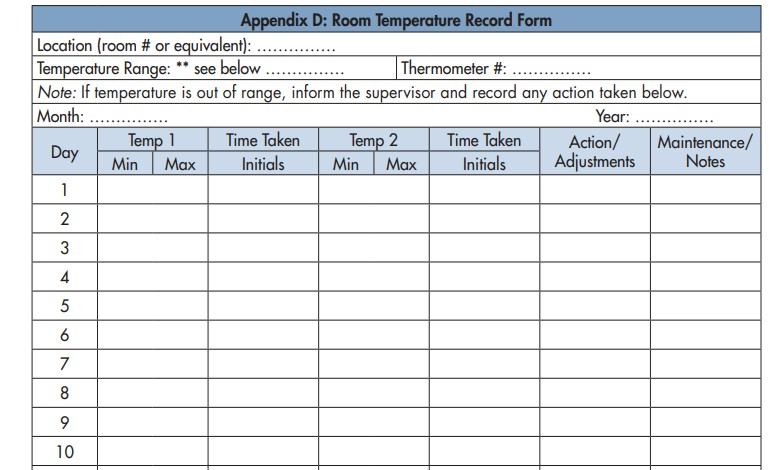 Appendix D: Room Temperature Record Form
Location (room # or equivalent): ...............
Temperature Range: ** see below ............... Thermometer #: ...............
Note: If temperature is out of range, inform the supervisor and record any action taken below.
Month: ............... Year: ...............
Day Temp 1 Time Taken Temp 2 Time Taken Action/ Maintenance/
Min Max Initials Min Max Initials Adjustments Notes
1
2
3
4
5
6
7
8
9
10